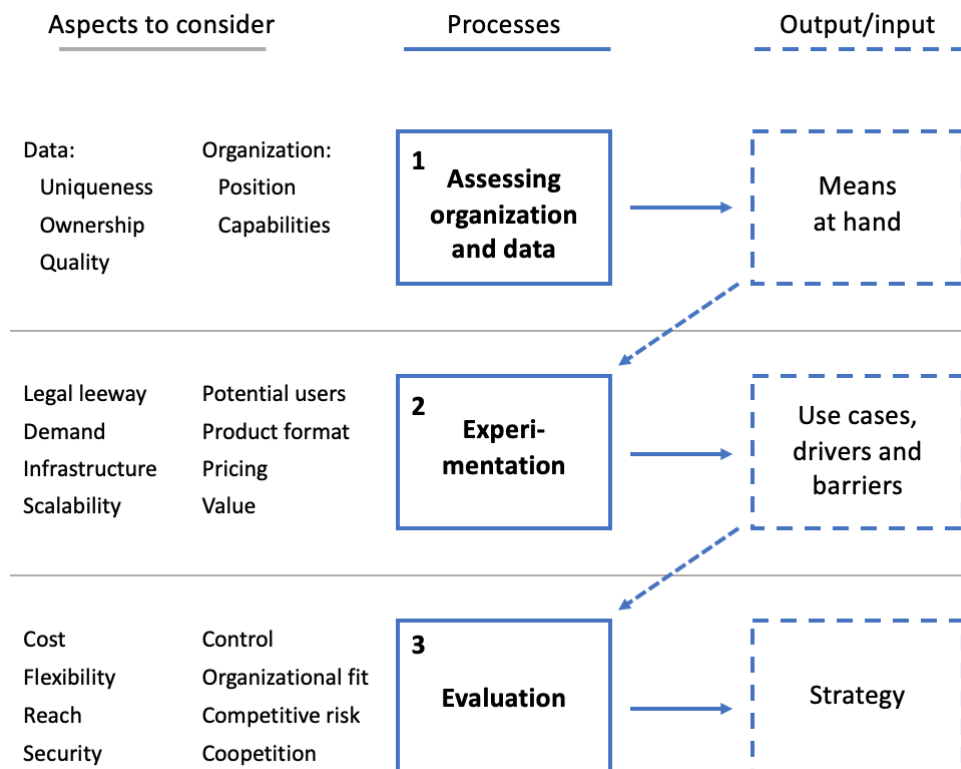 Aspects to consider
Processes
Output/input
Data:
Uniqueness
Ownership
Quality
Organization:
Position
Capabilities
1
Assessing
organization
and data
Means
at hand
Legal leeway
Demand
Infrastructure
Scalability
Potential users
Product format
Pricing
Value
2
Experi-
mentation
Use cases,
drivers and
barriers
Cost
Flexibility
Reach
Security
Control
Organizational fit
Competitive risk
Coopetition
3
Evaluation
Strategy